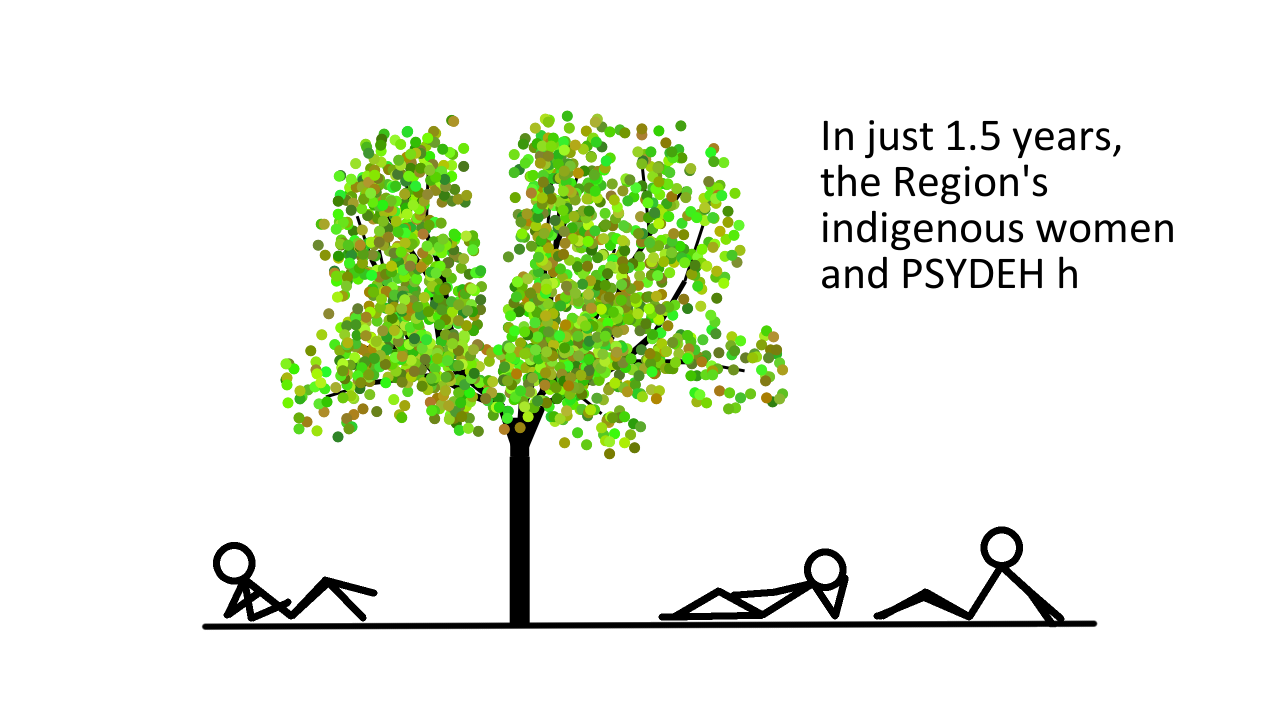 In just 1.5 years,
the Region's
indigenous women
and PSYDEH h